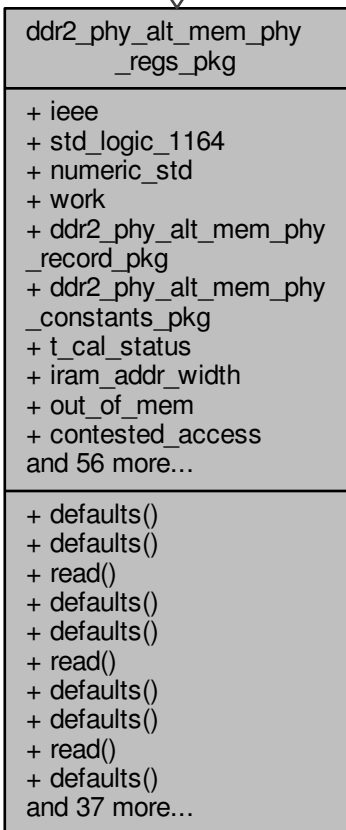 ddr2_phy_alt_mem_phy
_regs_pkg
+ ieee
+ std_logic_1164
+ numeric_std
+ work
+ ddr2_phy_alt_mem_phy
_record_pkg
+ ddr2_phy_alt_mem_phy
_constants_pkg
+ t_cal_status
+ iram_addr_width
+ out_of_mem
+ contested_access
and 56 more...
+ defaults()
+ defaults()
+ read()
+ defaults()
+ defaults()
+ read()
+ defaults()
+ defaults()
+ read()
+ defaults()
and 37 more...